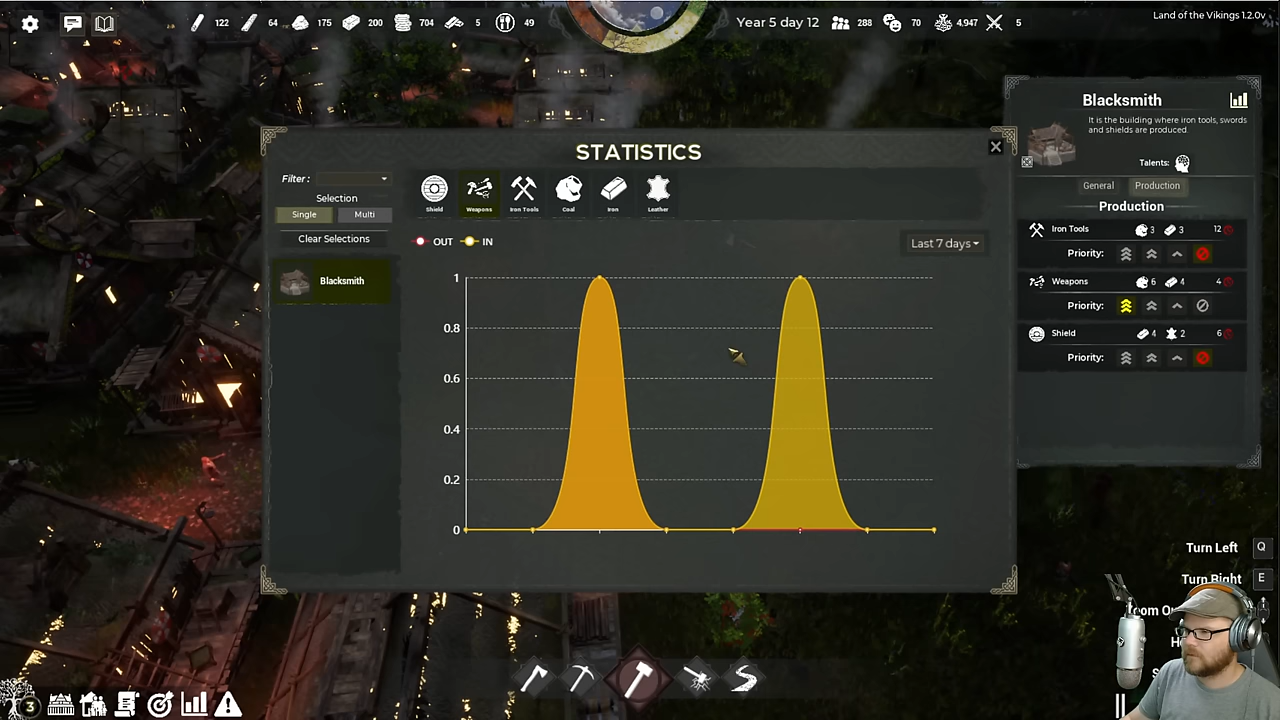 122 64 175 200 704 5 49 Year 5 day 12 288 70 4,947 5 Land of the Vikings 1.2.0v
STATISTICS
Filter:
Selection
Single Multi
Clear Selections
Blacksmith
Shield Weapons Iron Tools Coal Iron Leather
OUT IN
Last 7 days
1
0.8
0.6
0.4
0.2
0
Blacksmith
It is the building where iron tools, swords
and shields are produced.
Talents:
General Production
Production
Iron Tools 3 3 12
Priority:
Weapons 6 4 4
Priority:
Shield 4 2 6
Priority:
Turn Left Q
Turn Right E
3